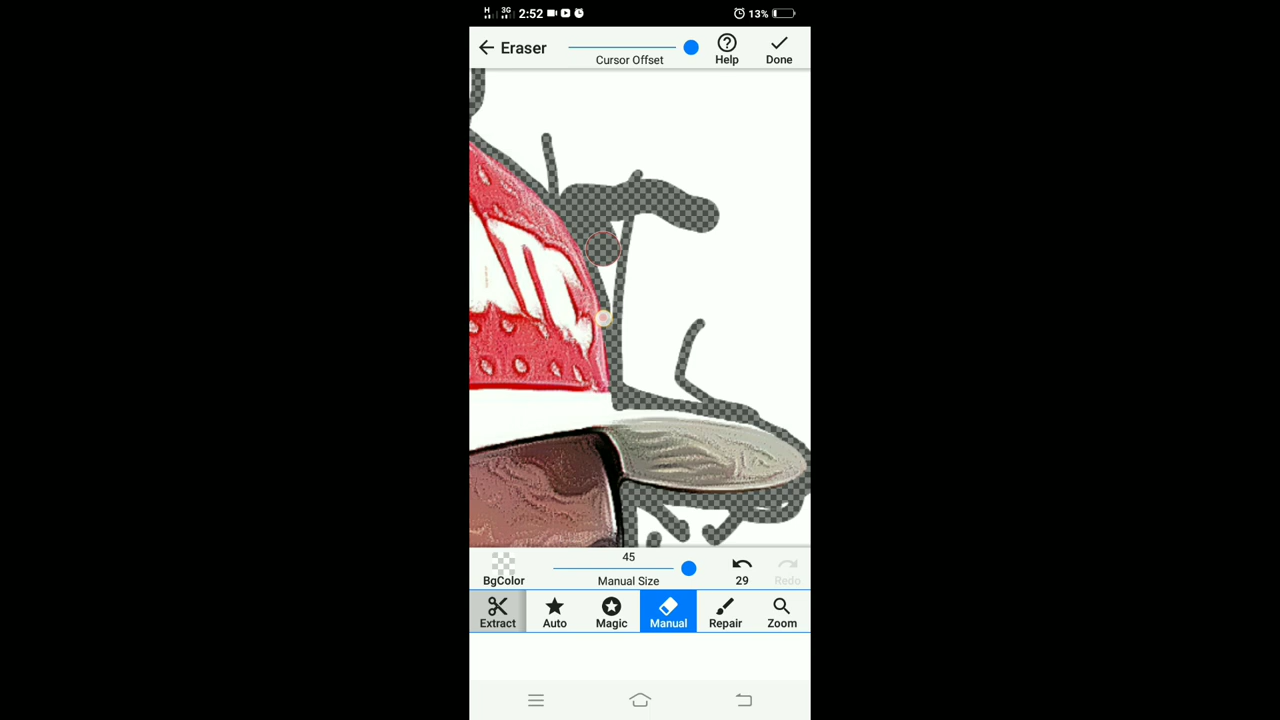 H 3G 2:52 13%
Eraser Cursor Offset Help Done
45
BgColor Manual Size 29 Redo
Extract Auto Magic Manual Repair Zoom